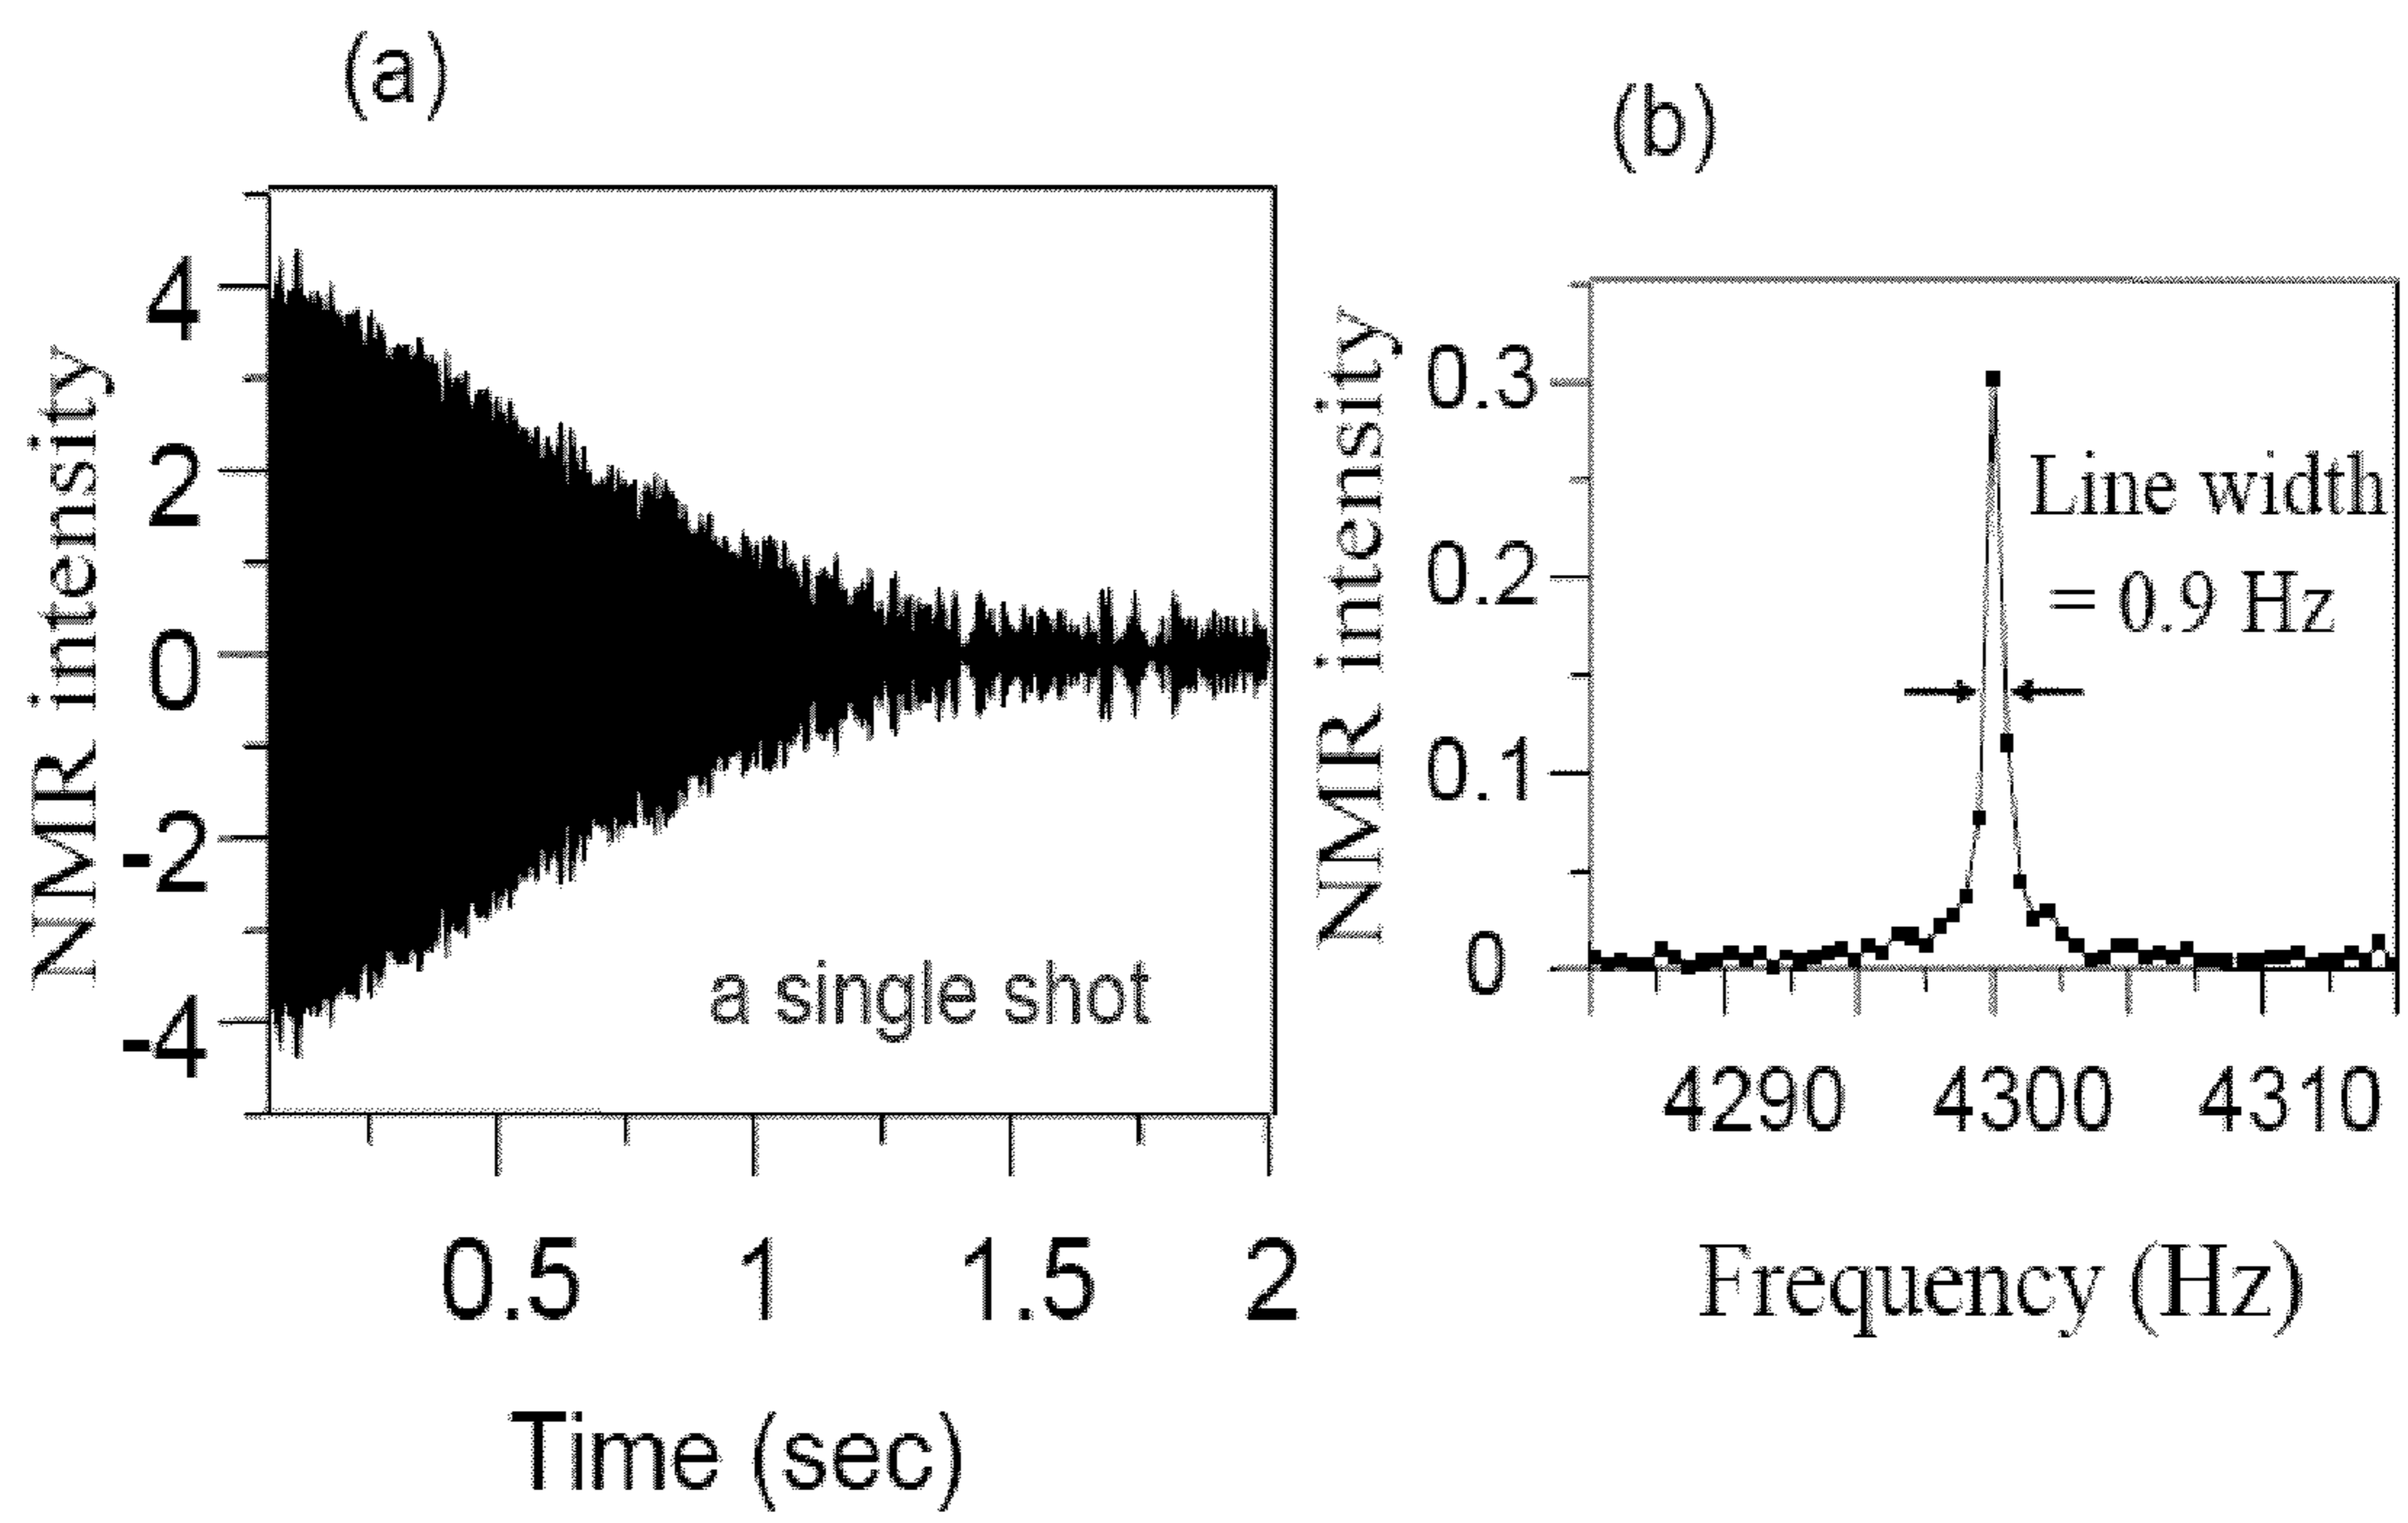 (a)
NMR intensity
4
2
0
-2
-4
a single shot
0.5 1 1.5 2
Time (sec)
(b)
NMR intensity
0.3
0.2
0.1
0
Line width
= 0.9 Hz
4290 4300 4310
Frequency (Hz)